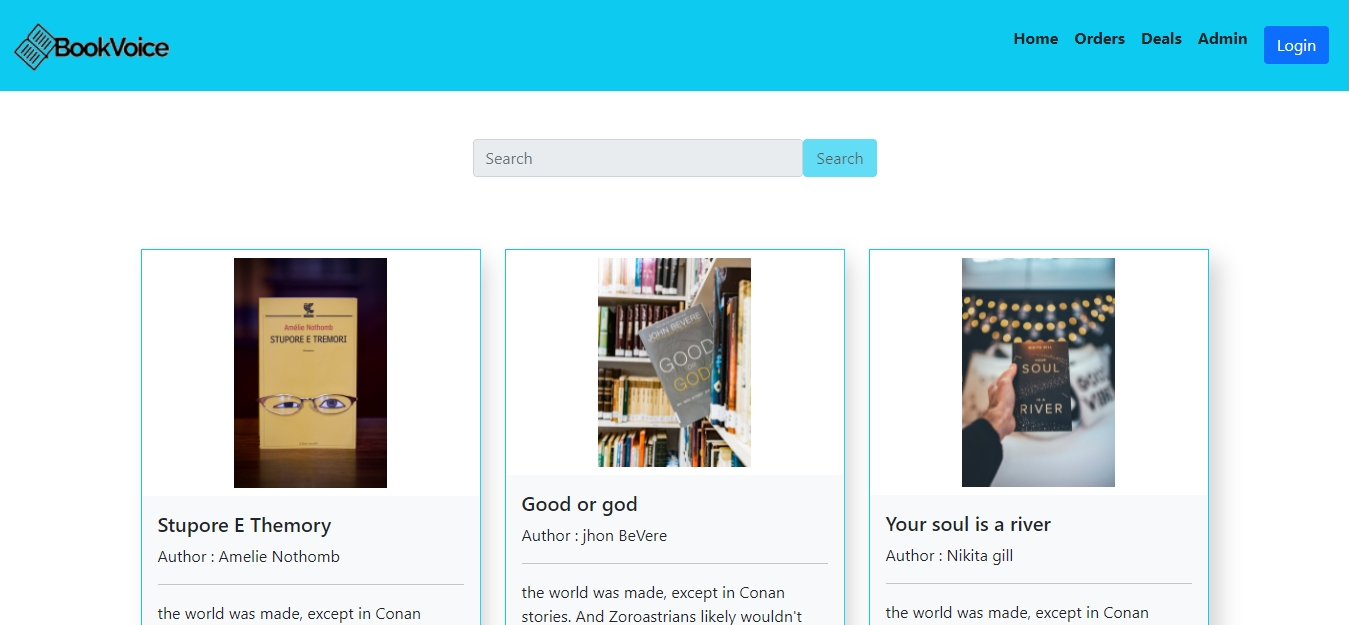 BookVoice
Home Orders Deals Admin Login
Search Search
Amélie Nothomb
STUPORE E TREMORI
JOHN BEVERE
GOOD
GOD?
YOUR
SOUL
IS A
RIVER
Stupore E Themory
Author : Amelie Nothomb
the world was made, except in Conan
Good or god
Author : jhon BeVere
the world was made, except in Conan
stories. And Zoroastrians likely wouldn't
Your soul is a river
Author : Nikita gill
the world was made, except in Conan